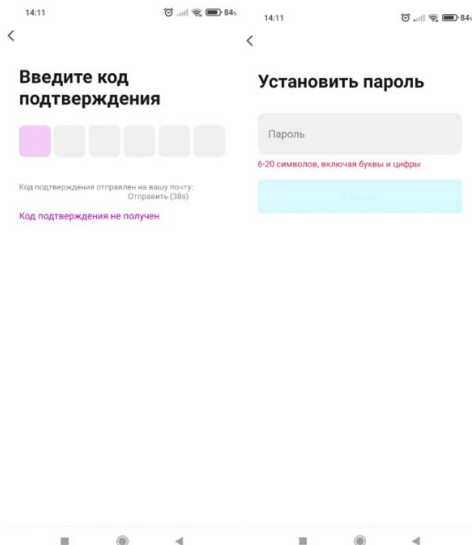 14:11
84
Введите код
подтверждения
Код подтверждения отправлен на вашу почту:
Отправить (38s)
Код подтверждения не получен
14:11
84
Установить пароль
Пароль
6-20 символов, включая буквы и цифры